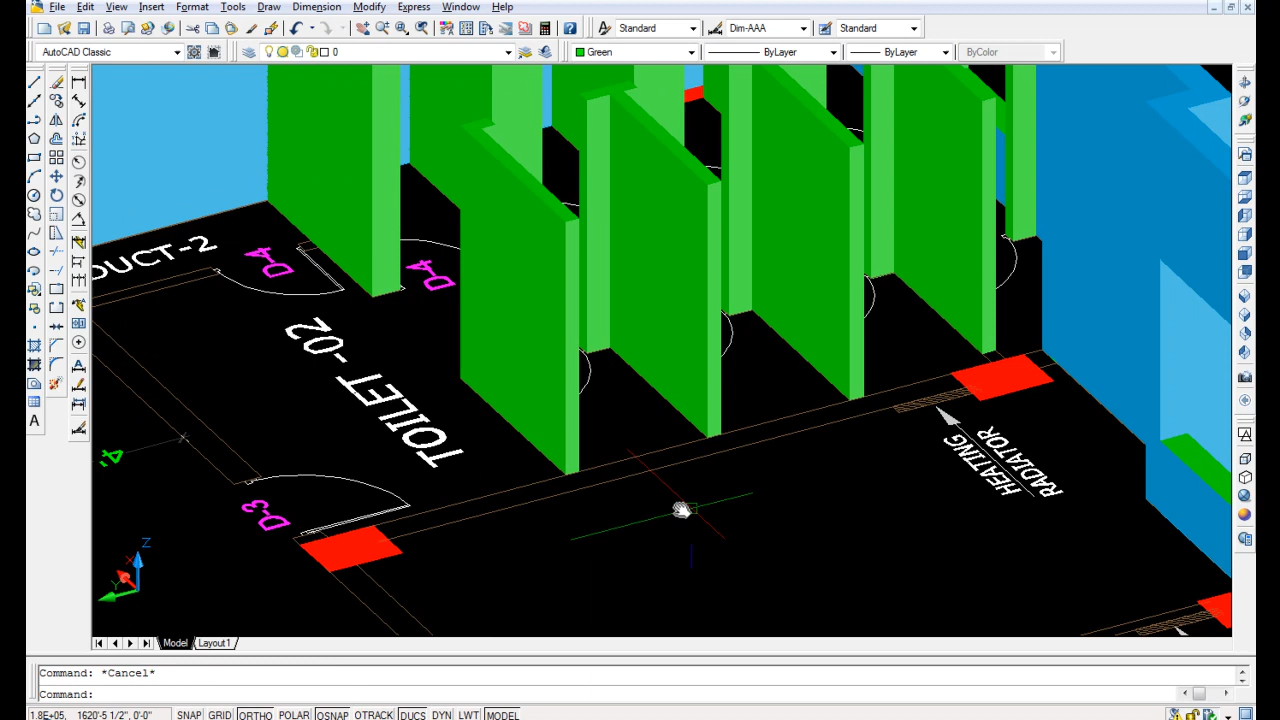 File Edit View Insert Format Tools Draw Dimension Modify Express Window Help
Standard Dim-AAA Standard
AutoCAD Classic 0 Green ByLayer ByLayer ByColor
DUCT-2
D-4
D-4
TOILET -02
4'-
D-3
HEATING
RADIATOR
Z
X
Y
Model Layout1
Command: *Cancel*
Command:
1.8E+05, 1620'-5 1/2", 0'-0" SNAP GRID ORTHO POLAR OSNAP OTRACK DUCS DYN LWT MODEL